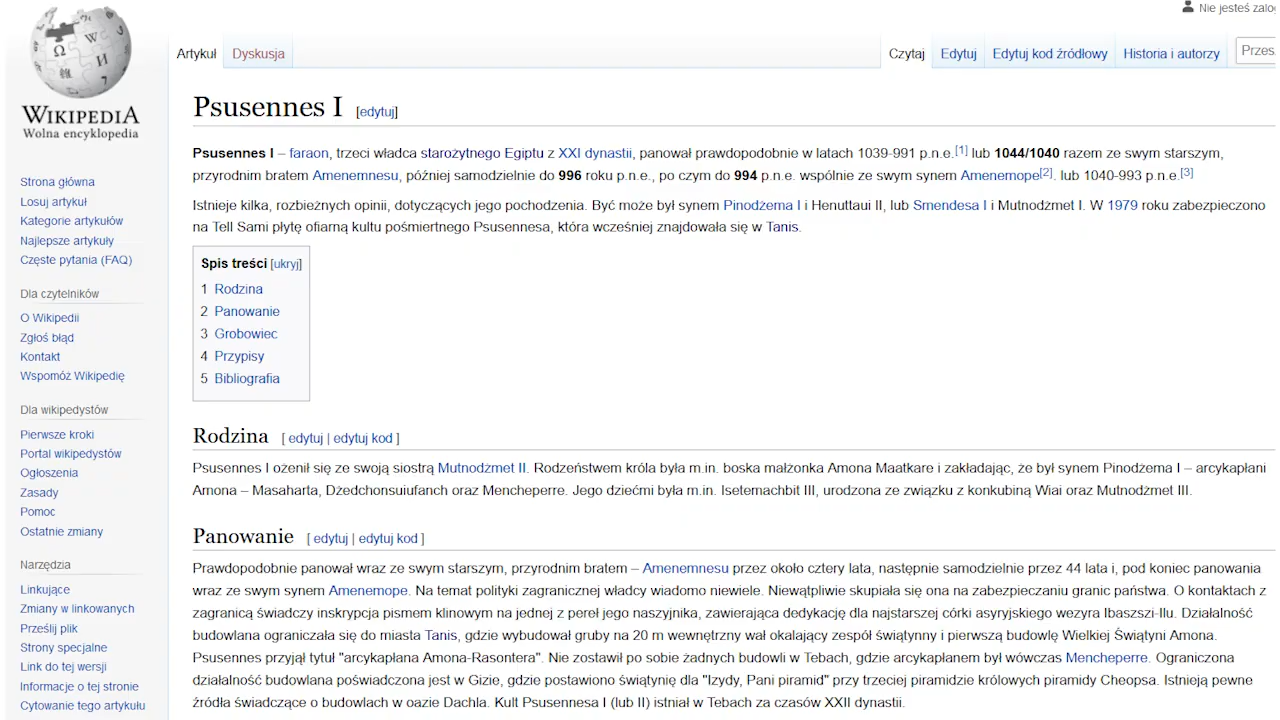 Nie jesteś zalo
WIKIPEDIA
Wolna encyklopedia
Artykuł Dyskusja Czytaj Edytuj Edytuj kod źródłowy Historia i autorzy Przes
Strona główna
Losuj artykuł
Kategorie artykułów
Najlepsze artykuły
Częste pytania (FAQ)
Dla czytelników
O Wikipedii
Zgłoś błąd
Kontakt
Wspomóż Wikipedię
Dla wikipedystów
Pierwsze kroki
Portal wikipedystów
Ogłoszenia
Zasady
Pomoc
Ostatnie zmiany
Narzędzia
Linkujące
Zmiany w linkowanych
Prześlij plik
Strony specjalne
Link do tej wersji
Informacje o tej stronie
Cytowanie tego artykułu
Psusennes I [edytuj]
Psusennes I – faraon, trzeci władca starożytnego Egiptu z XXI dynastii, panował prawdopodobnie w latach 1039-991 p.n.e.[1] lub 1044/1040 razem ze swym starszym,
przyrodnim bratem Amenemnesu, później samodzielnie do 996 roku p.n.e., po czym do 994 p.n.e. wspólnie ze swym synem Amenemope[2]. lub 1040-993 p.n.e.[3]
Istnieje kilka, rozbieżnych opinii, dotyczących jego pochodzenia. Być może był synem Pinodżema I i Henuttaui II, lub Smendesa I i Mutnodżmet I. W 1979 roku zabezpieczono
na Tell Sami płytę ofiarną kultu pośmiertnego Psusennesa, która wcześniej znajdowała się w Tanis.
Spis treści [ukryj]
1 Rodzina
2 Panowanie
3 Grobowiec
4 Przypisy
5 Bibliografia
Rodzina [ edytuj | edytuj kod ]
Psusennes I ożenił się ze swoją siostrą Mutnodżmet II. Rodzeństwem króla była m.in. boska małżonka Amona Maatkare i zakładając, że był synem Pinodżema I – arcykapłani
Amona – Masaharta, Dżedchonsuiufanch oraz Mencheperre. Jego dziećmi była m.in. Isetemachbit III, urodzona ze związku z konkubiną Wiai oraz Mutnodżmet III.
Panowanie [ edytuj | edytuj kod ]
Prawdopodobnie panował wraz ze swym starszym, przyrodnim bratem – Amenemnesu przez około cztery lata, następnie samodzielnie przez 44 lata i, pod koniec panowania
wraz ze swym synem Amenemope. Na temat polityki zagranicznej władcy wiadomo niewiele. Niewątpliwie skupiała się ona na zabezpieczaniu granic państwa. O kontaktach z
zagranicą świadczy inskrypcja pismem klinowym na jednej z pereł jego naszyjnika, zawierająca dedykację dla najstarszej córki asyryjskiego wezyra Ibaszszi-Ilu. Działalność
budowlana ograniczała się do miasta Tanis, gdzie wybudował gruby na 20 m wewnętrzny wał okalający zespół świątynny i pierwszą budowlę Wielkiej Świątyni Amona.
Psusennes przyjął tytuł "arcykapłana Amona-Rasontera". Nie zostawił po sobie żadnych budowli w Tebach, gdzie arcykapłanem był wówczas Mencheperre. Ograniczona
działalność budowlana poświadczona jest w Gizie, gdzie postawiono świątynię dla "Izydy, Pani piramid" przy trzeciej piramidzie królowych piramidy Cheopsa. Istnieją pewne
źródła świadczące o budowlach w oazie Dachla. Kult Psusennesa I (lub II) istniał w Tebach za czasów XXII dynastii.